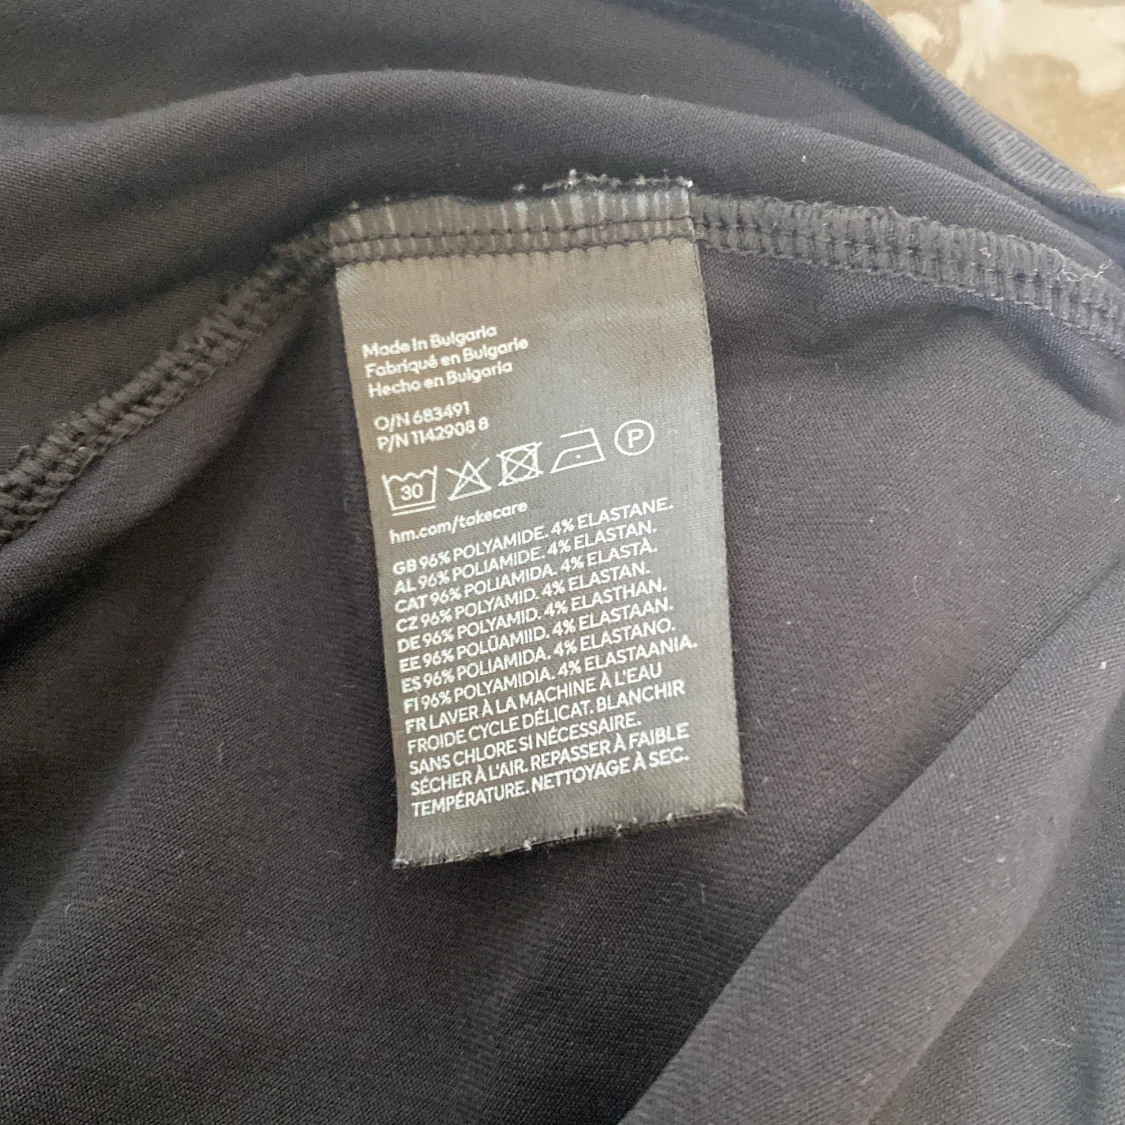 Made in Bulgaria
Fabriqué en Bulgarie
Hecho en Bulgaria
O/N 683491
P/N 1142908 8
30 P
hm.com/takecare
GB 96% POLYAMIDE. 4% ELASTANE.
AL 96% POLIAMIDE. 4% ELASTAN.
CAT 96% POLIAMIDA. 4% ELASTÀ.
CZ 96% POLYAMID. 4% ELASTAN.
DE 96% POLYAMID. 4% ELASTHAN.
EE 96% POLÜAMIID. 4% ELASTAAN.
ES 96% POLIAMIDA. 4% ELASTANO.
FI 96% POLYAMIDIA. 4% ELASTAANIA.
FR LAVER À LA MACHINE À L'EAU
FROIDE CYCLE DÉLICAT. BLANCHIR
SANS CHLORE SI NÉCESSAIRE.
SÉCHER À L'AIR. REPASSER À FAIBLE
TEMPÉRATURE. NETTOYAGE À SEC.